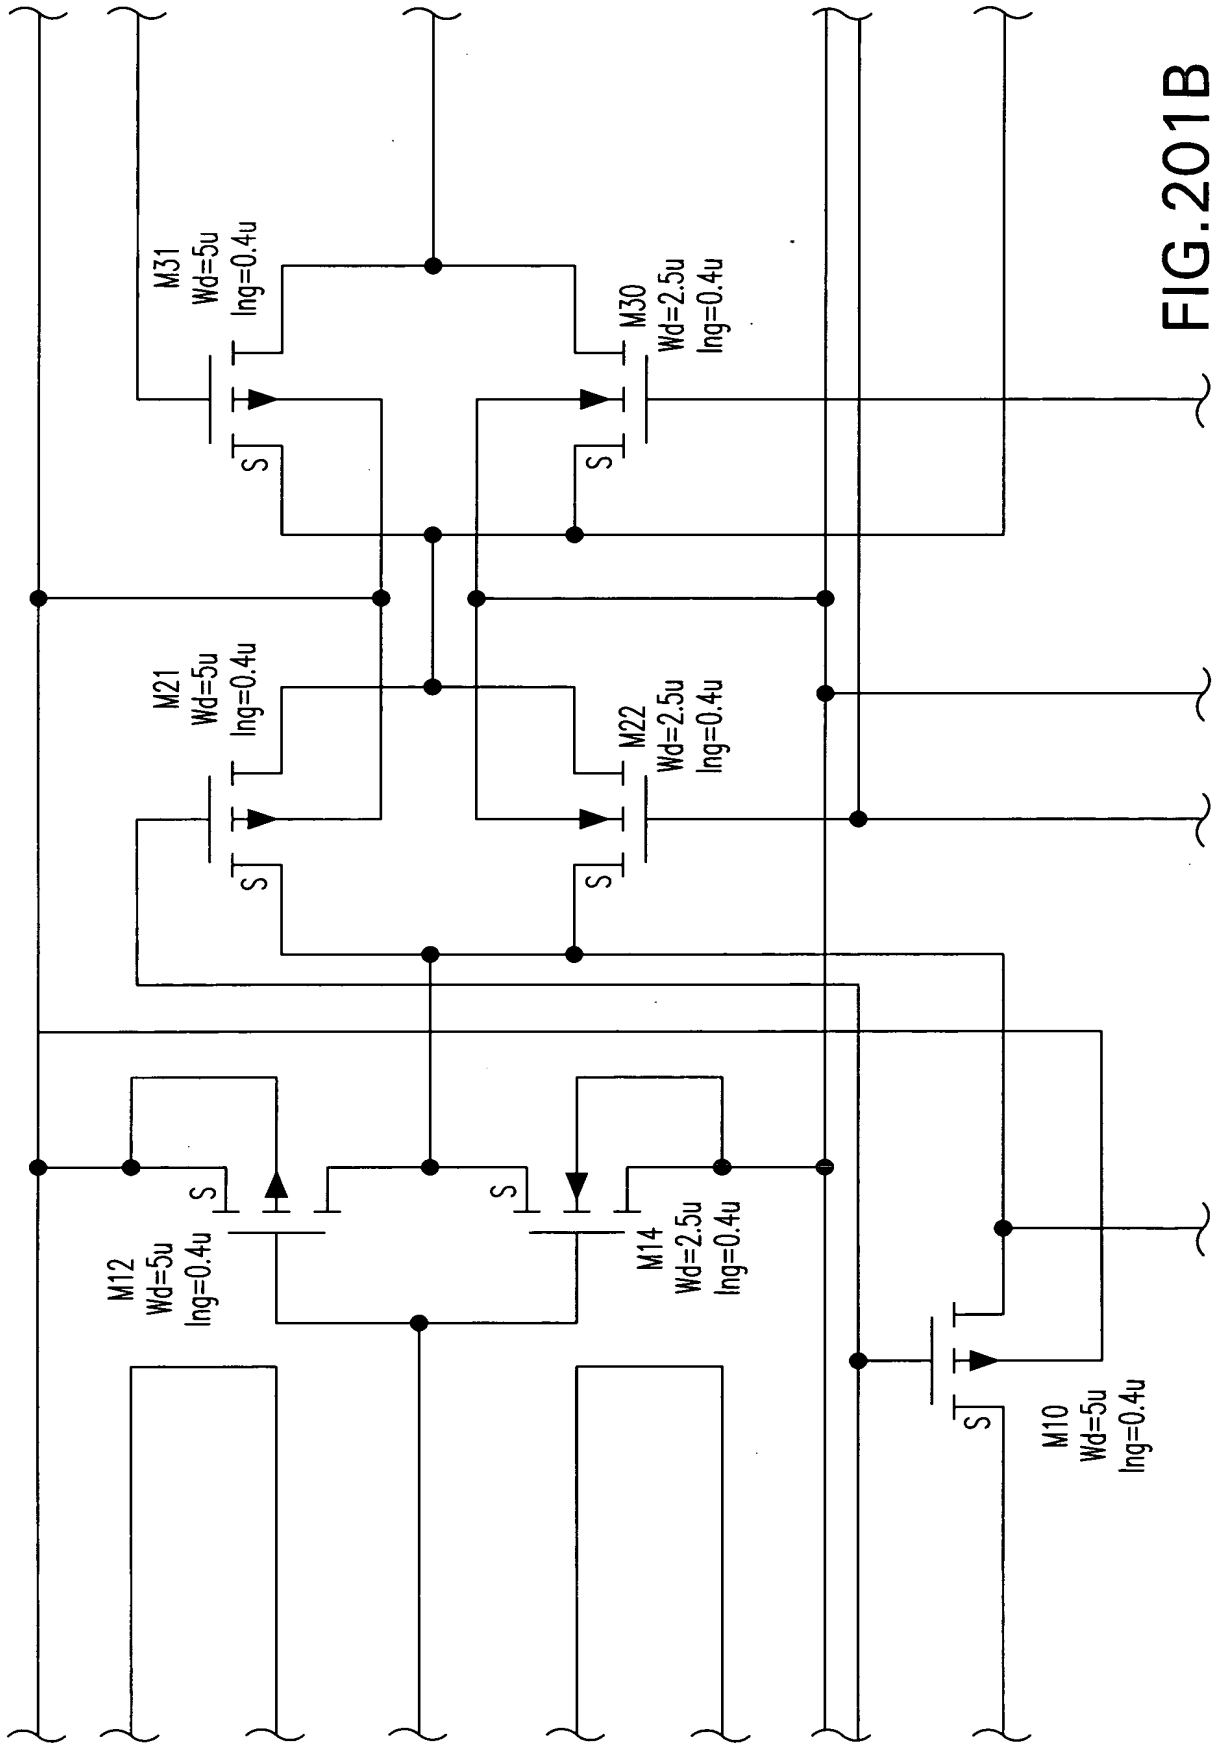 M12
Wd=5u
lng=0.4u
S
M21
Wd=5u
lng=0.4u
S
M31
Wd=5u
lng=0.4u
S
S
M14
Wd=2.5u
lng=0.4u
S
M22
Wd=2.5u
lng=0.4u
S
M30
Wd=2.5u
lng=0.4u
S
M10
Wd=5u
lng=0.4u
FIG.201B